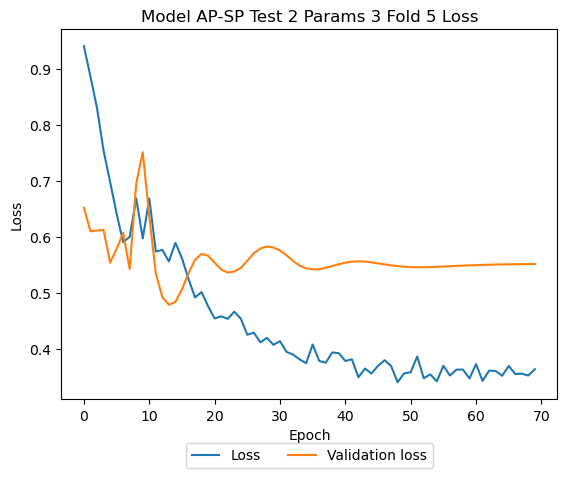 Model AP-SP Test 2 Params 3 Fold 5 Loss
Loss
0.9
0.8
0.7
0.6
0.5
0.4
0 10 20 30 40 50 60 70
Epoch
Loss Validation loss